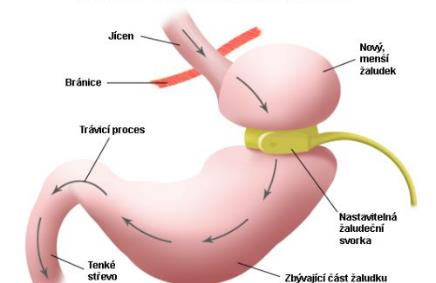 Jícen
Nový,
menší
žaludek
Bránice
Trávicí proces
Nastavitelná
žaludeční
svorka
Tenké
střevo
Zbývající část žaludku